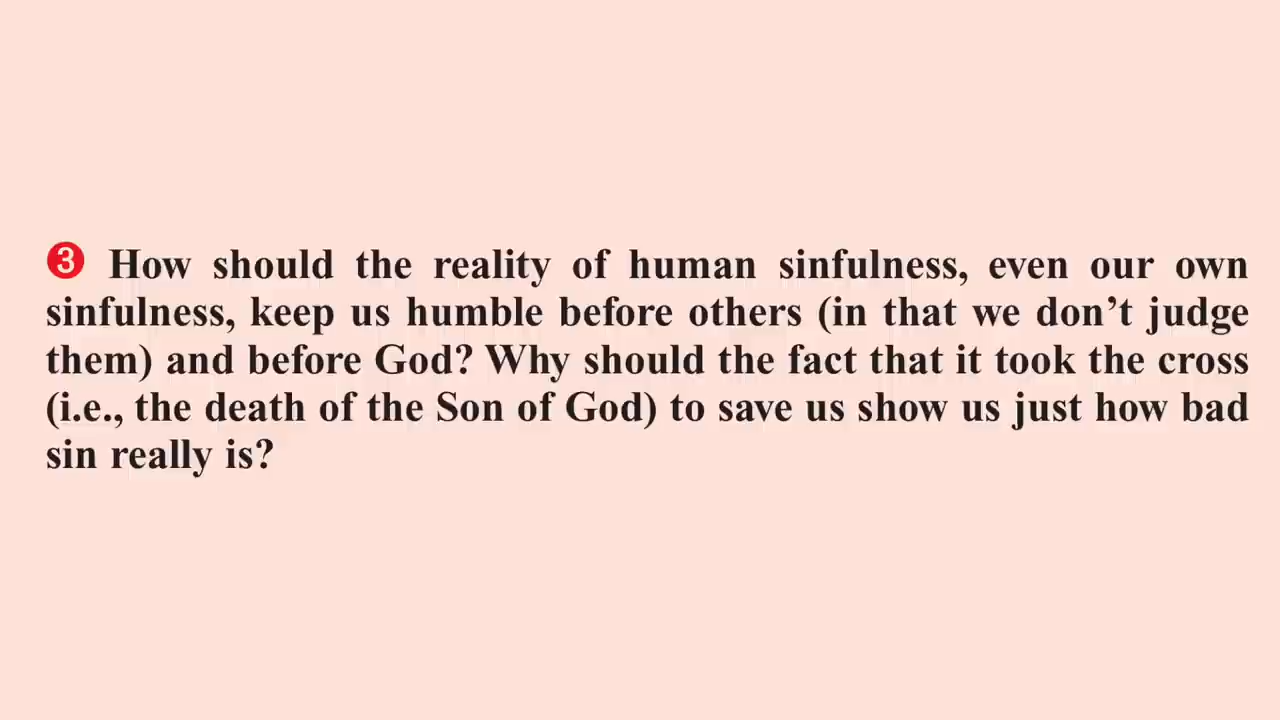 ❸ How should the reality of human sinfulness, even our own
sinfulness, keep us humble before others (in that we don’t judge
them) and before God? Why should the fact that it took the cross
(i.e., the death of the Son of God) to save us show us just how bad
sin really is?